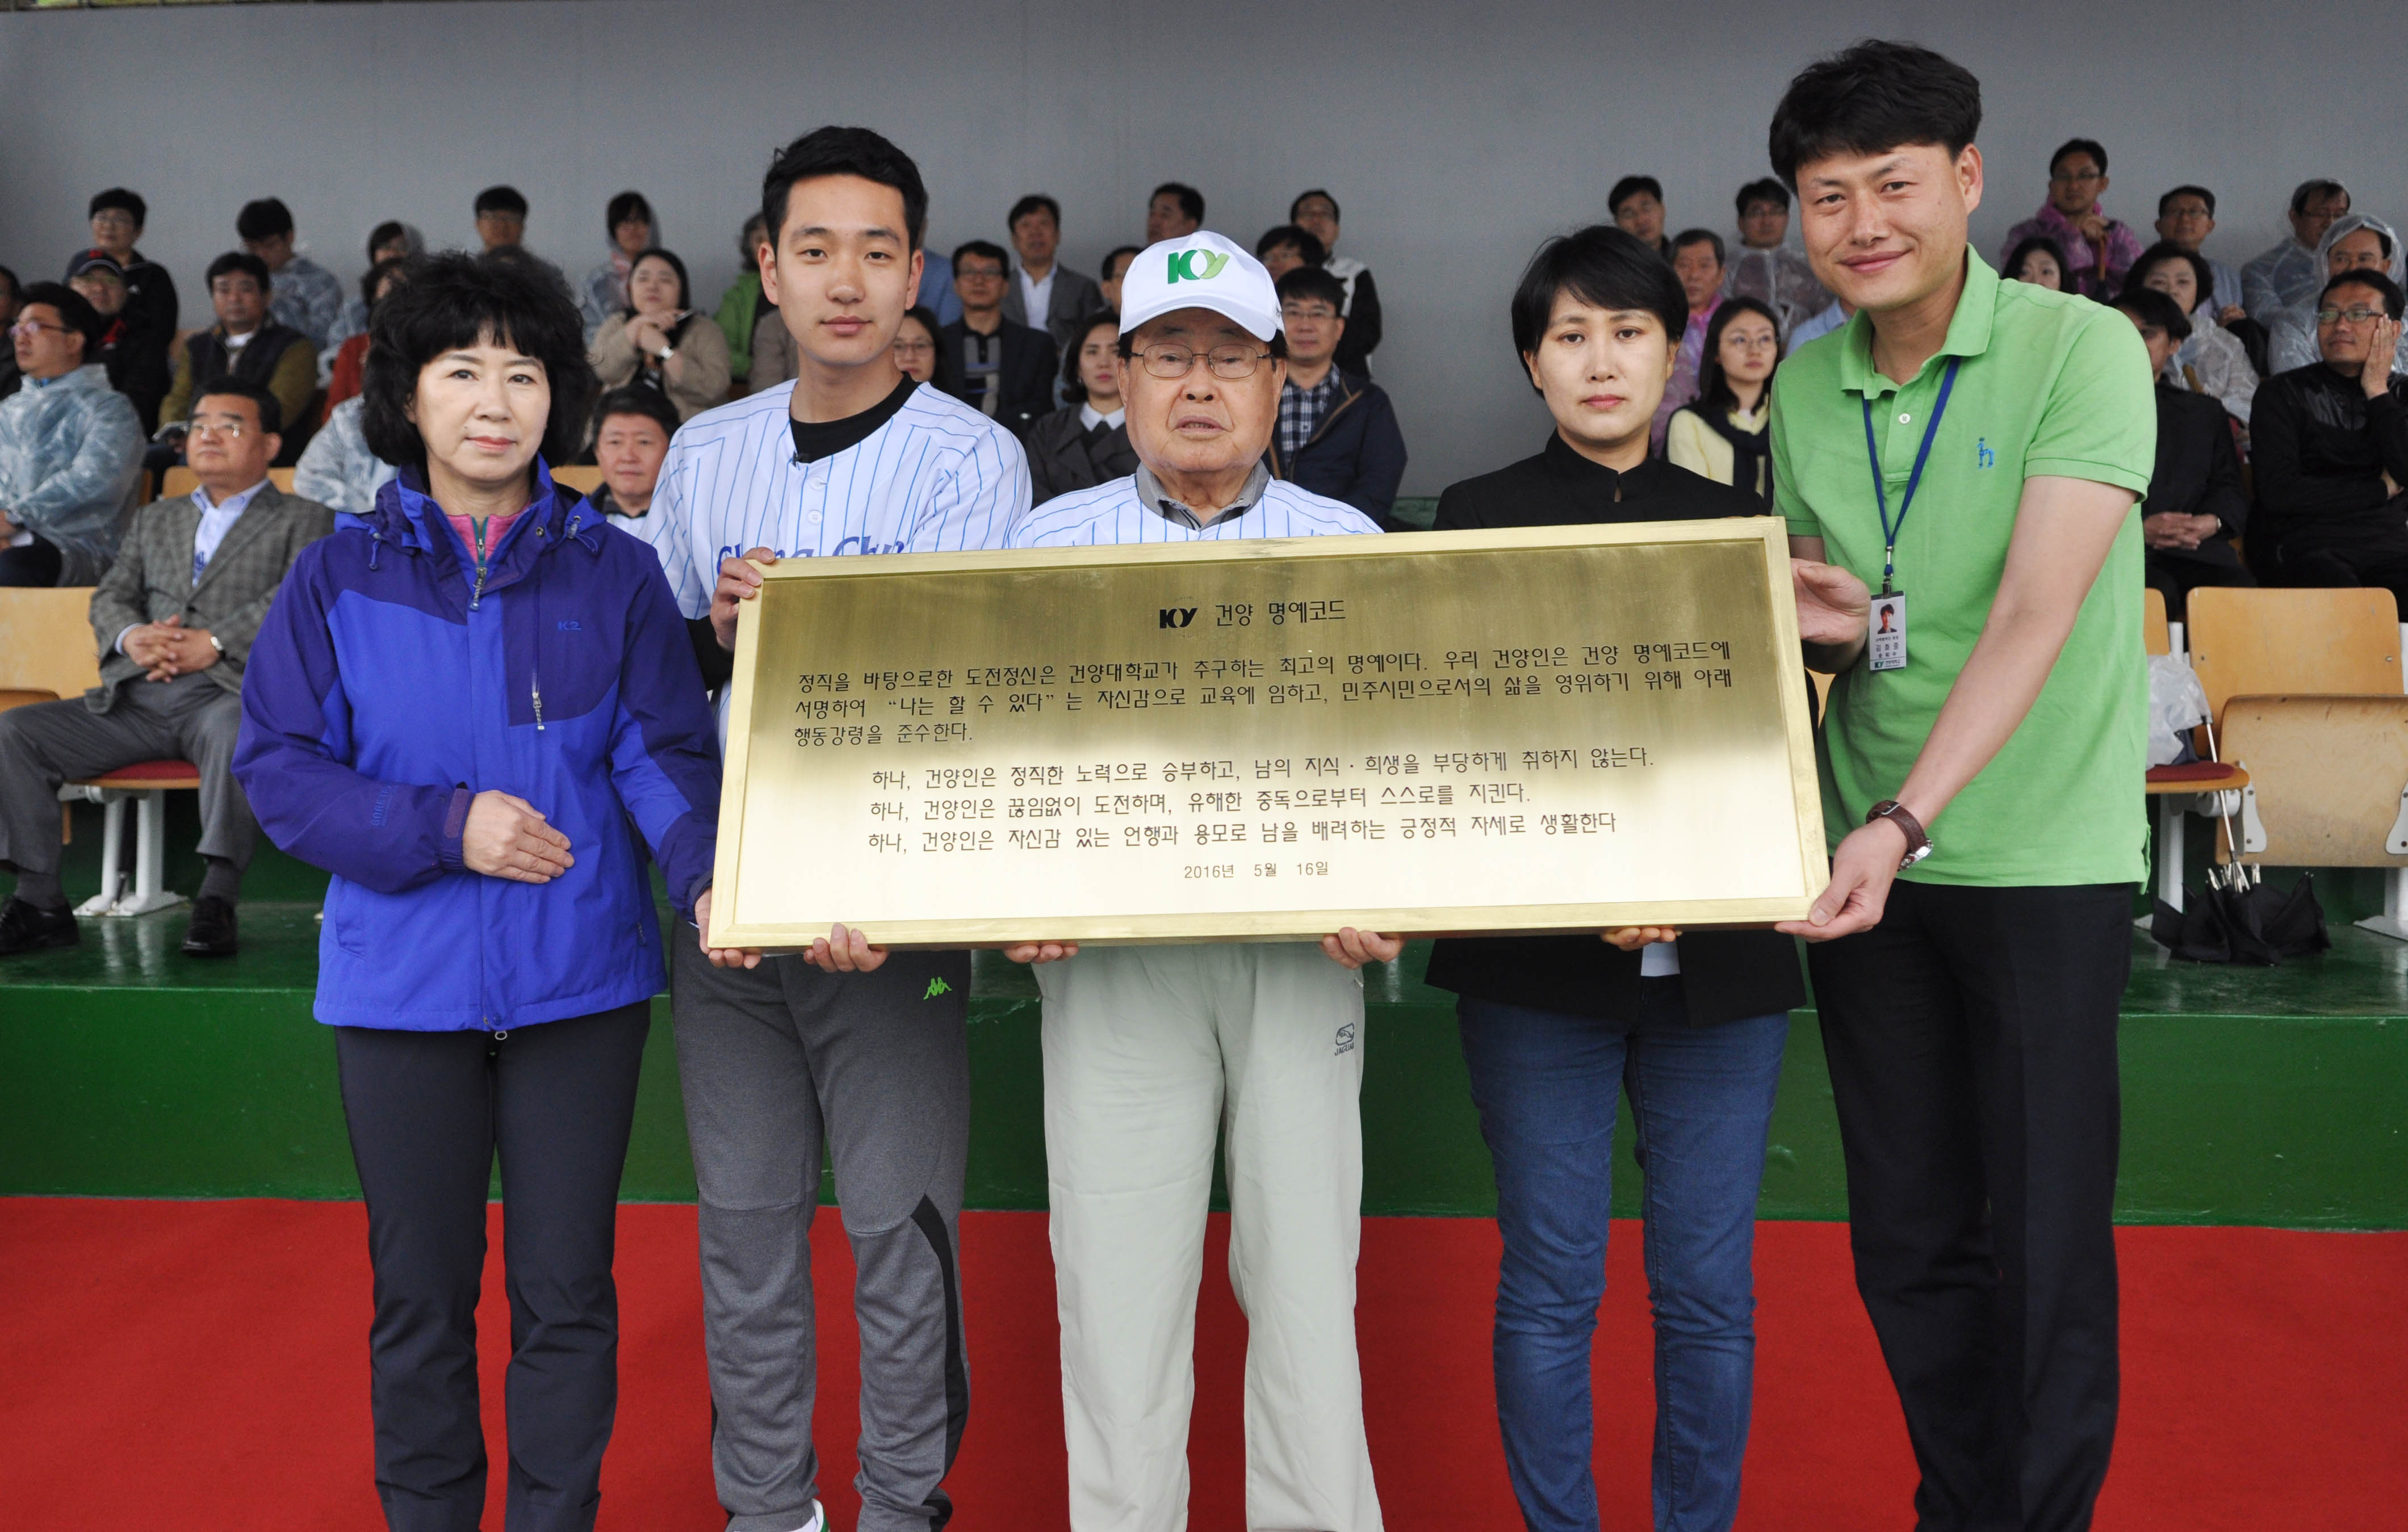 KY
KY 건양 명예코드
정직을 바탕으로한 도전정신은 건양대학교가 추구하는 최고의 명예이다. 우리 건양인은 건양 명예코드에
서명하여 “나는 할 수 있다” 는 자신감으로 교육에 임하고, 민주시민으로서의 삶을 영위하기 위해 아래
행동강령을 준수한다.
하나, 건양인은 정직한 노력으로 승부하고, 남의 지식 · 희생을 부당하게 취하지 않는다.
하나, 건양인은 끊임없이 도전하며, 유해한 중독으로부터 스스로를 지킨다.
하나, 건양인은 자신감 있는 언행과 용모로 남을 배려하는 긍정적 자세로 생활한다
2016년 5월 16일
K2
JAGUAR
KY